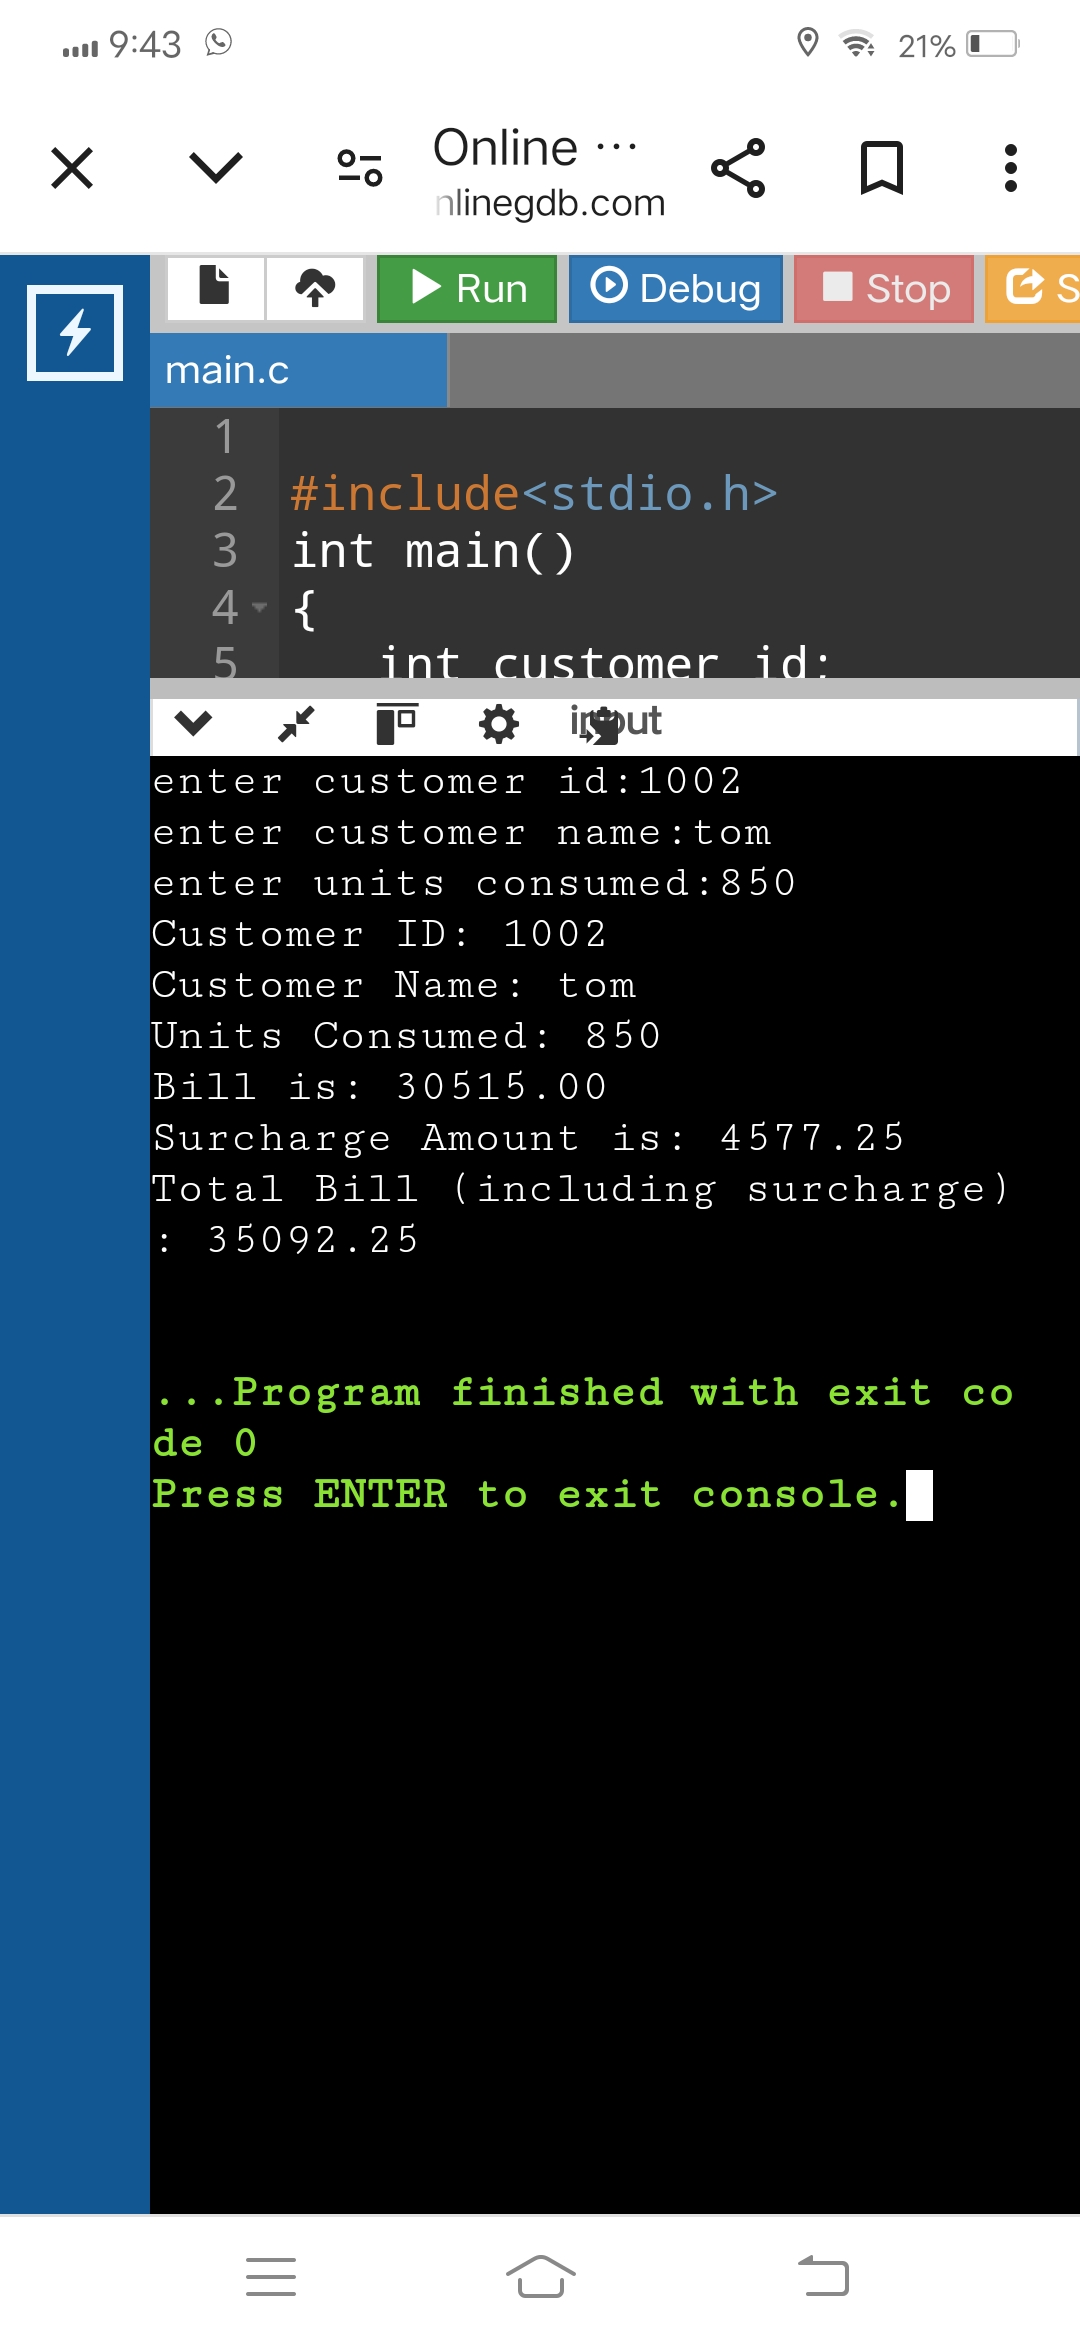 9:43
21%
Online ...
nlinegdb.com
Run
Debug
Stop
S
main.c
1
2 #include<stdio.h>
3 int main()
4 {
5 int customer id;
input
enter customer id:1002
enter customer name:tom
enter units consumed:850
Customer ID: 1002
Customer Name: tom
Units Consumed: 850
Bill is: 30515.00
Surcharge Amount is: 4577.25
Total Bill (including surcharge)
: 35092.25
...Program finished with exit co
de 0
Press ENTER to exit console.